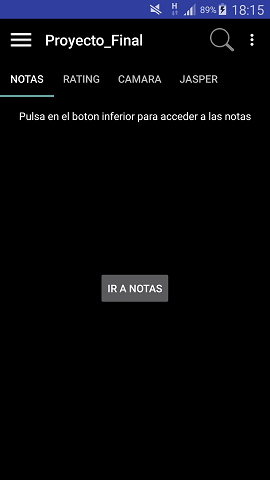 H 89% 18:15
Proyecto_Final
NOTAS RATING CAMARA JASPER
Pulsa en el boton inferior para acceder a las notas
IR A NOTAS